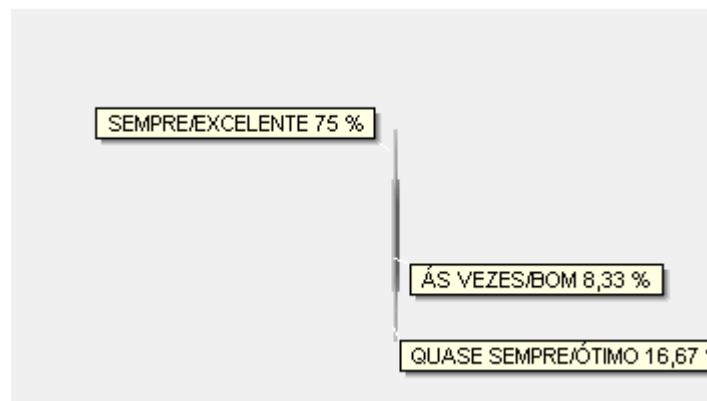 SEMPRE/EXCELENTE 75 %
ÁS VEZES/BOM 8,33 %
QUASE SEMPRE/ÓTIMO 16,67